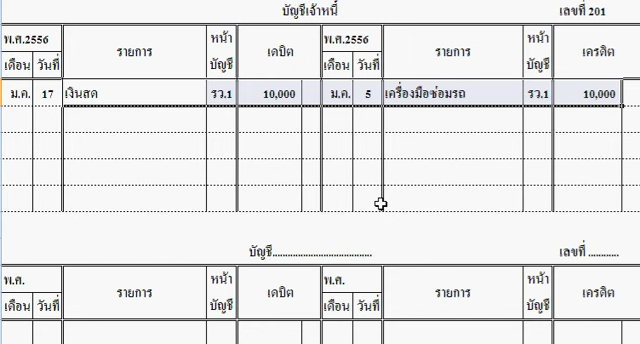 บัญชีเจ้าหนี้ เลขที่ 201
พ.ศ.2556 รายการ หน้า เดบิต พ.ศ.2556 รายการ หน้า เครดิต
เดือน วันที่ บัญชี เดือน วันที่ บัญชี
ม.ค. 17 เงินสด รว.1 10,000 ม.ค. 5 เครื่องมือซ่อมรถ รว.1 10,000
บัญชี.................................... เลขที่ ............
พ.ศ. รายการ หน้า เดบิต พ.ศ. รายการ หน้า เครดิต
เดือน วันที่ บัญชี เดือน วันที่ บัญชี